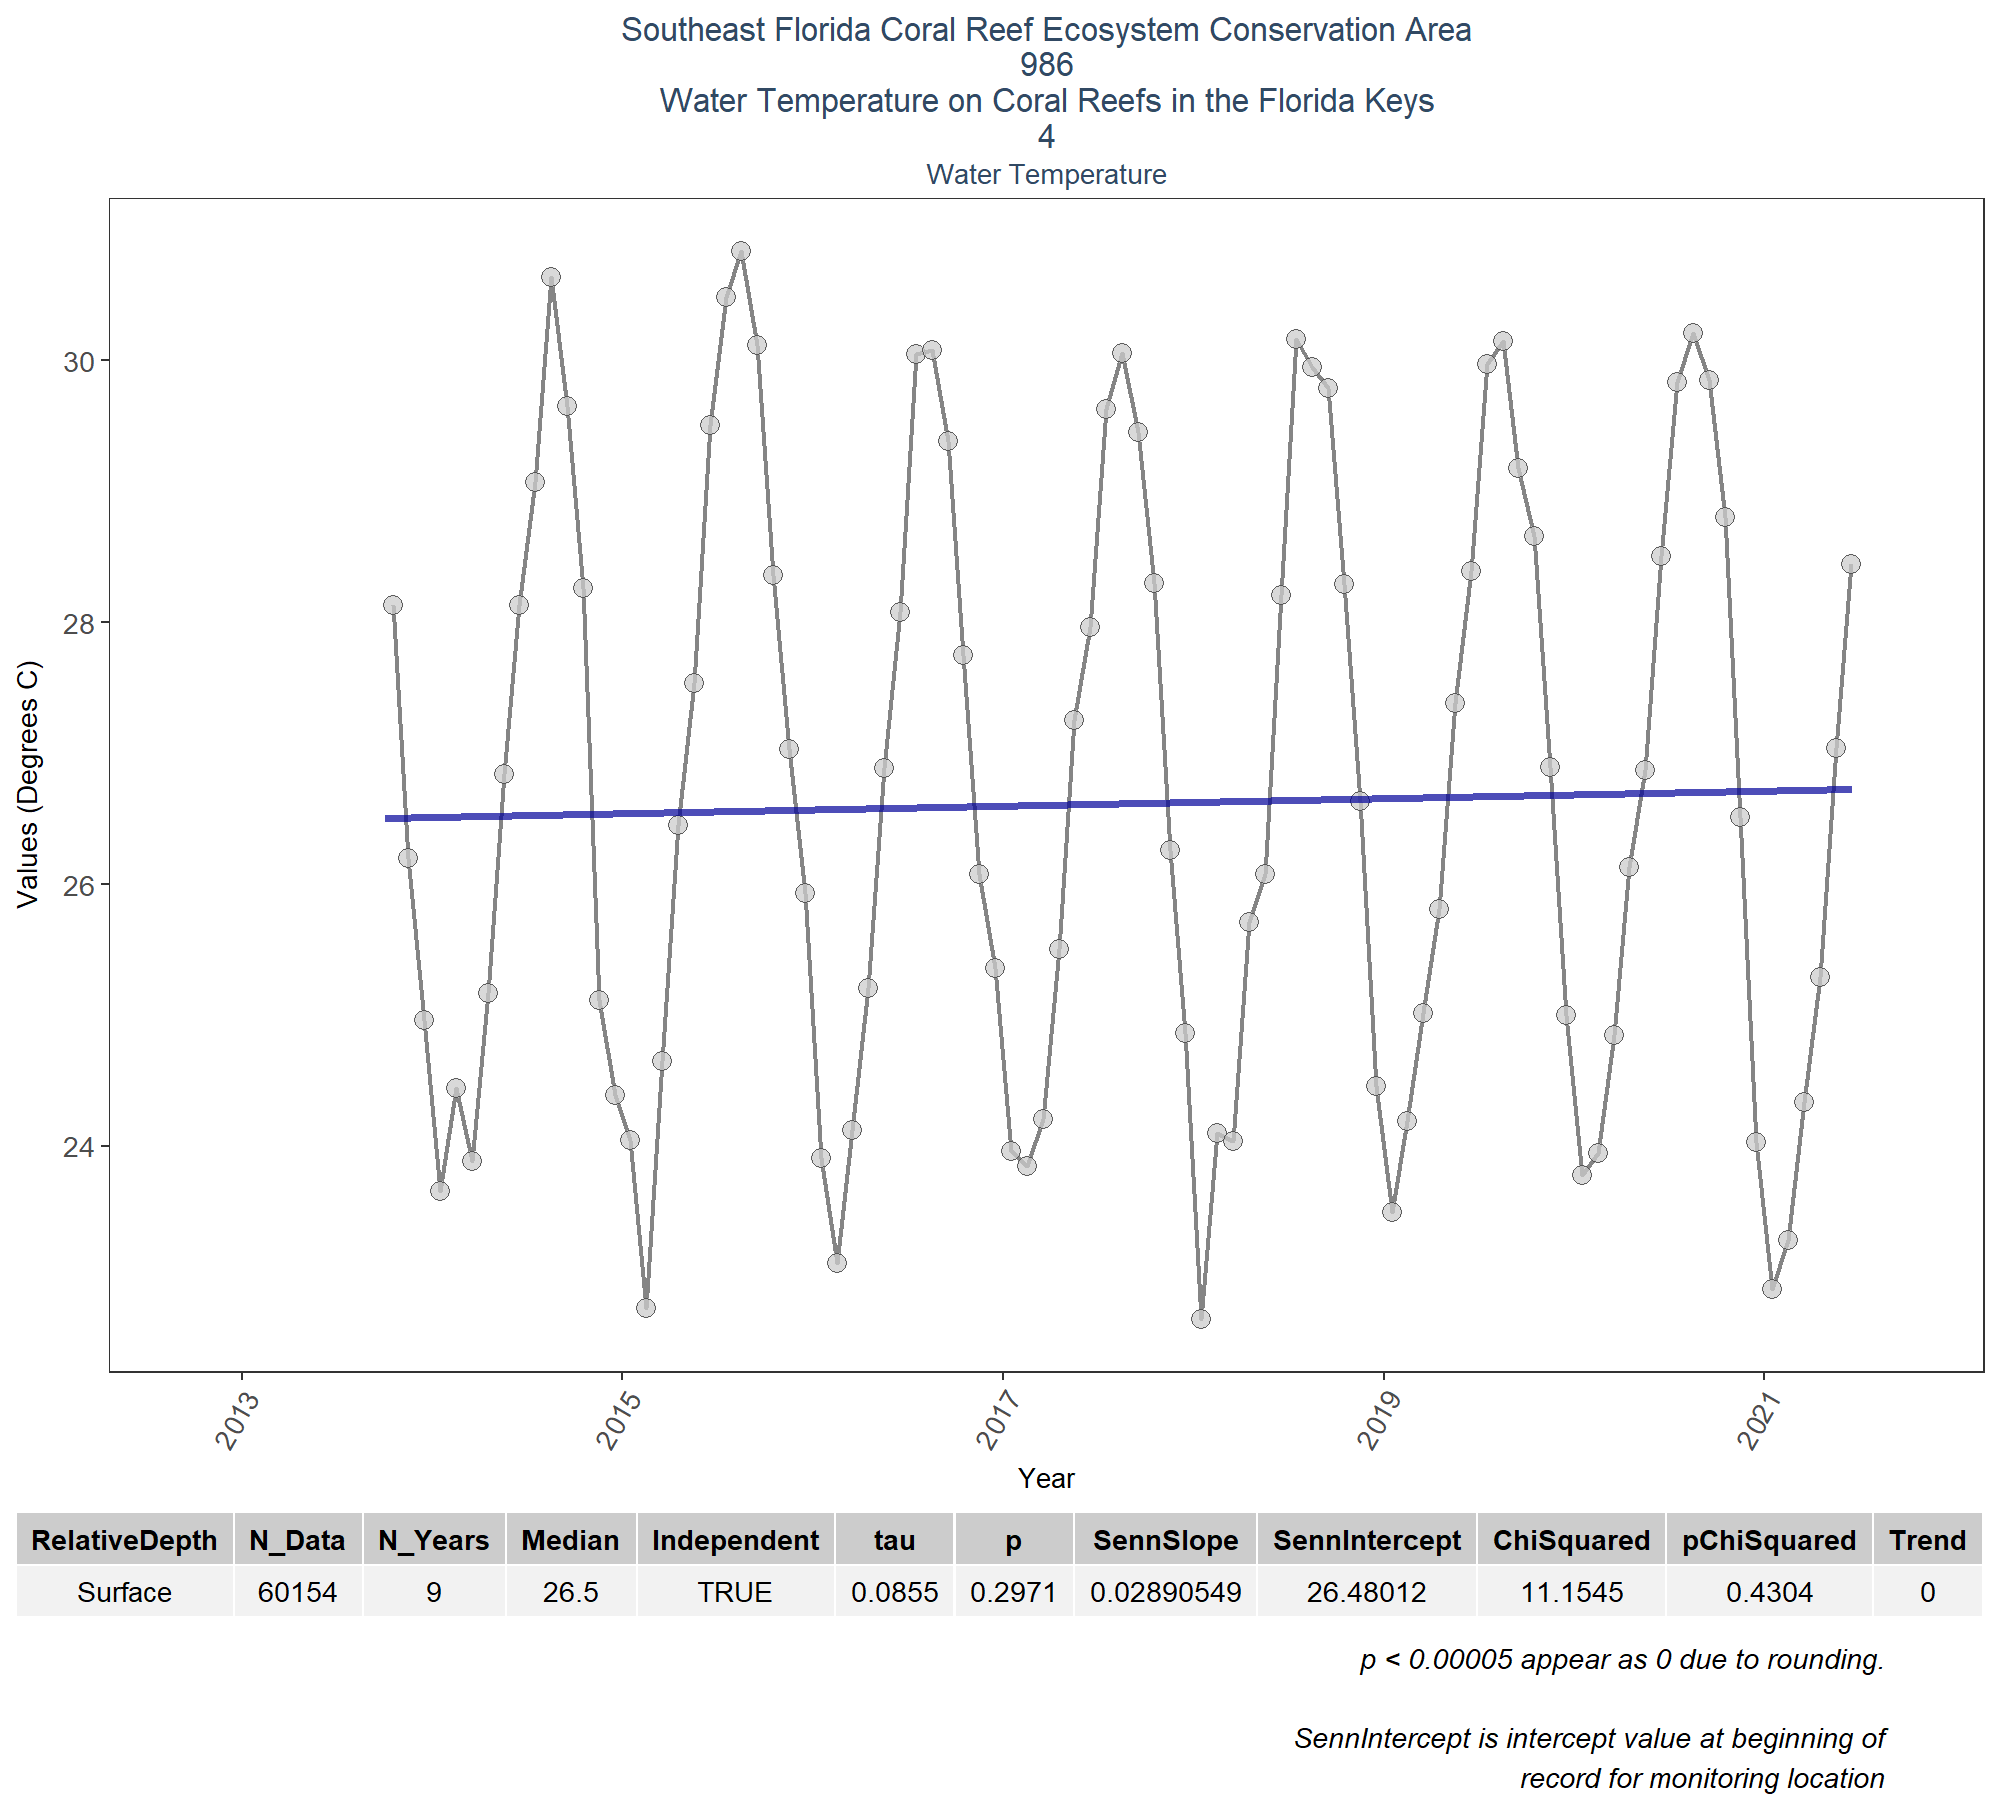 Southeast Florida Coral Reef Ecosystem Conservation Area
986
Water Temperature on Coral Reefs in the Florida Keys
4
Water Temperature
Values (Degrees C)
30
28
26
24
2013
2015
2017
2019
2021
Year
RelativeDepth N_Data N_Years Median Independent tau p SennSlope SennIntercept ChiSquared pChiSquared Trend
Surface 60154 9 26.5 TRUE 0.0855 0.2971 0.02890549 26.48012 11.1545 0.4304 0
p < 0.00005 appear as 0 due to rounding.
SennIntercept is intercept value at beginning of
record for monitoring location